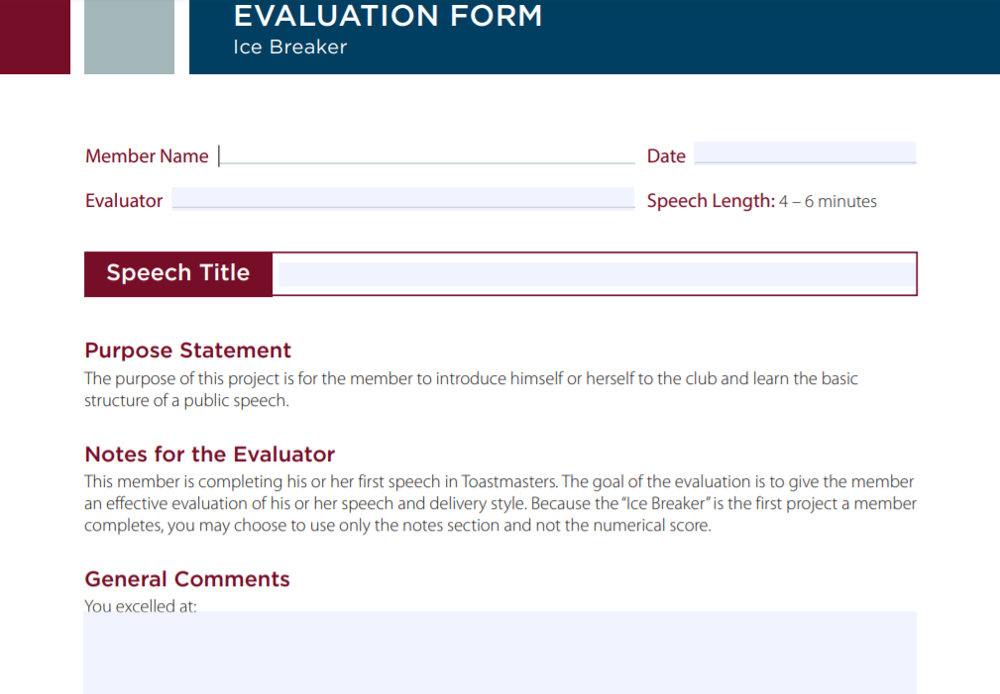 EVALUATION FORM
Ice Breaker
Member Name Date
Evaluator Speech Length: 4 – 6 minutes
Speech Title
Purpose Statement
The purpose of this project is for the member to introduce himself or herself to the club and learn the basic
structure of a public speech.
Notes for the Evaluator
This member is completing his or her first speech in Toastmasters. The goal of the evaluation is to give the member
an effective evaluation of his or her speech and delivery style. Because the “Ice Breaker” is the first project a member
completes, you may choose to use only the notes section and not the numerical score.
General Comments
You excelled at: